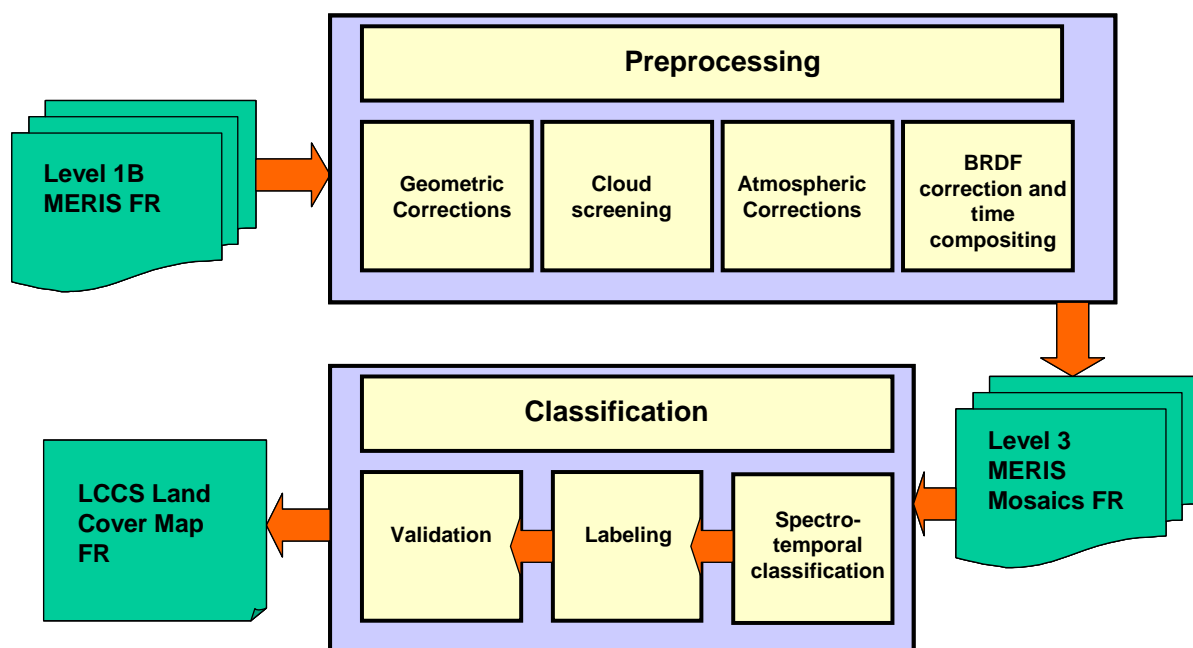 Preprocessing
Level 1B
MERIS FR
Geometric
Corrections
Cloud
screening
Atmospheric
Corrections
BRDF
correction and
time
compositing
Level 3
MERIS
Mosaics FR
Classification
Spectro-
temporal
classification
Labeling
Validation
LCCS Land
Cover Map
FR